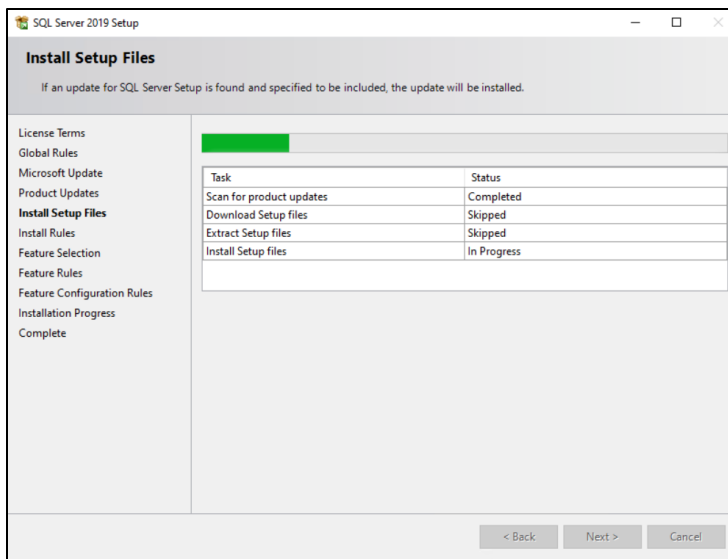 SQL Server 2019 Setup
Install Setup Files
If an update for SQL Server Setup is found and specified to be included, the update will be installed.
License Terms
Global Rules
Microsoft Update
Product Updates
Install Setup Files
Install Rules
Feature Selection
Feature Rules
Feature Configuration Rules
Installation Progress
Complete
Task Status
Scan for product updates Completed
Download Setup files Skipped
Extract Setup files Skipped
Install Setup files In Progress
< Back Next > Cancel